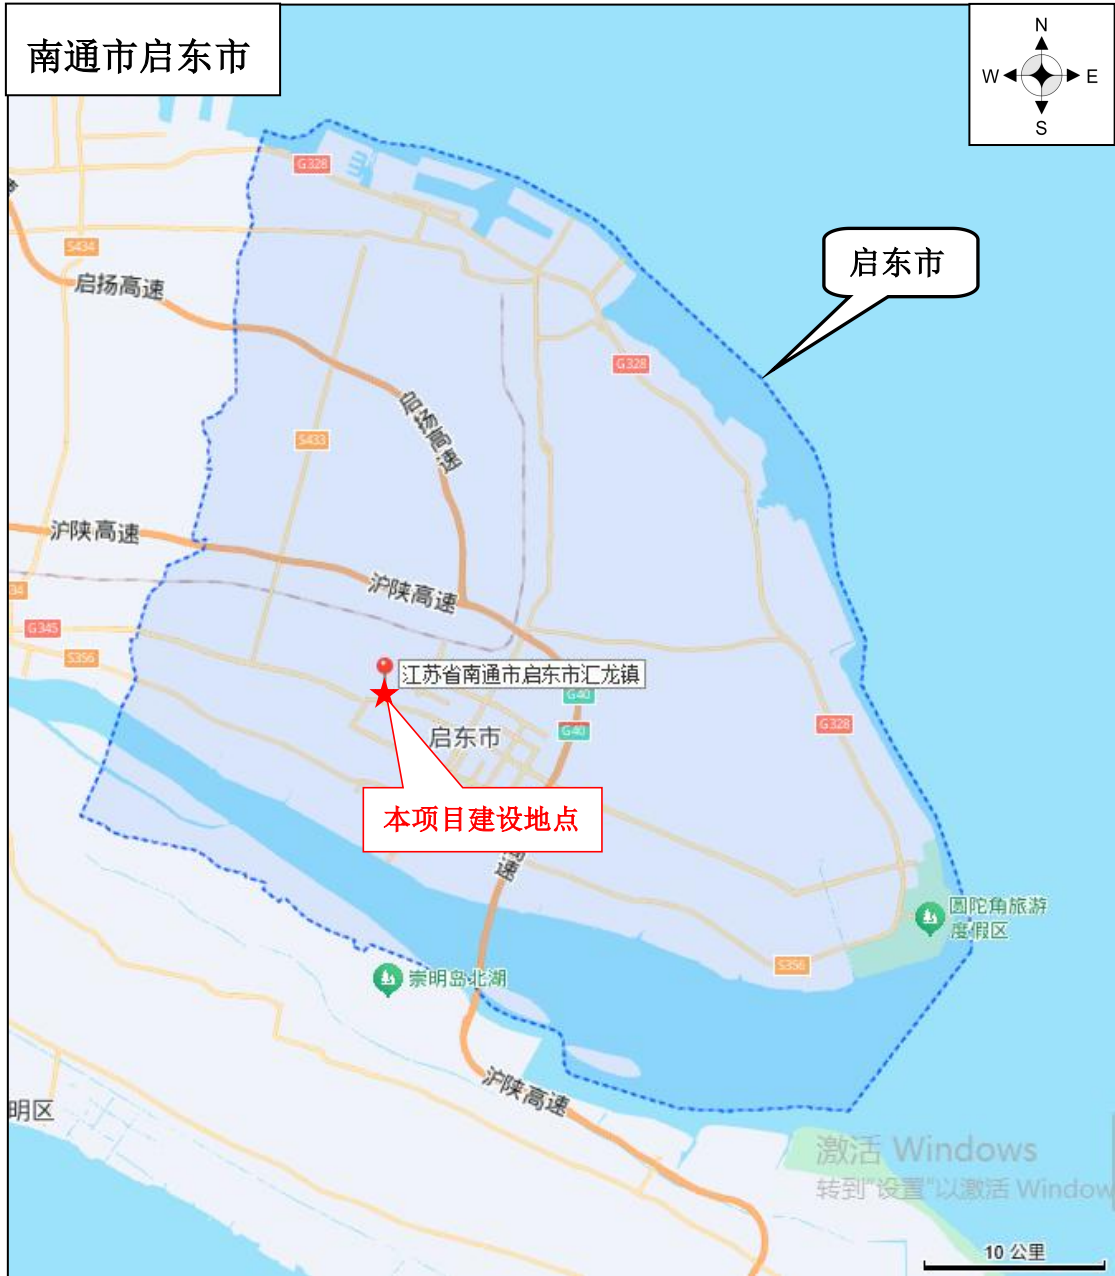 南通市启东市
N
W
E
S
G328
S434
启扬高速
启东市
G328
启扬高速
S433
沪陕高速
沪陕高速
G345
S356
江苏省南通市启东市汇龙镇
G40
G328
G40
启东市
本项目建设地点
高速
圆陀角旅游
度假区
S356
崇明岛北湖
沪陕高速
明区
激活 Windows
转到"设置"以激活 Window
10 公里